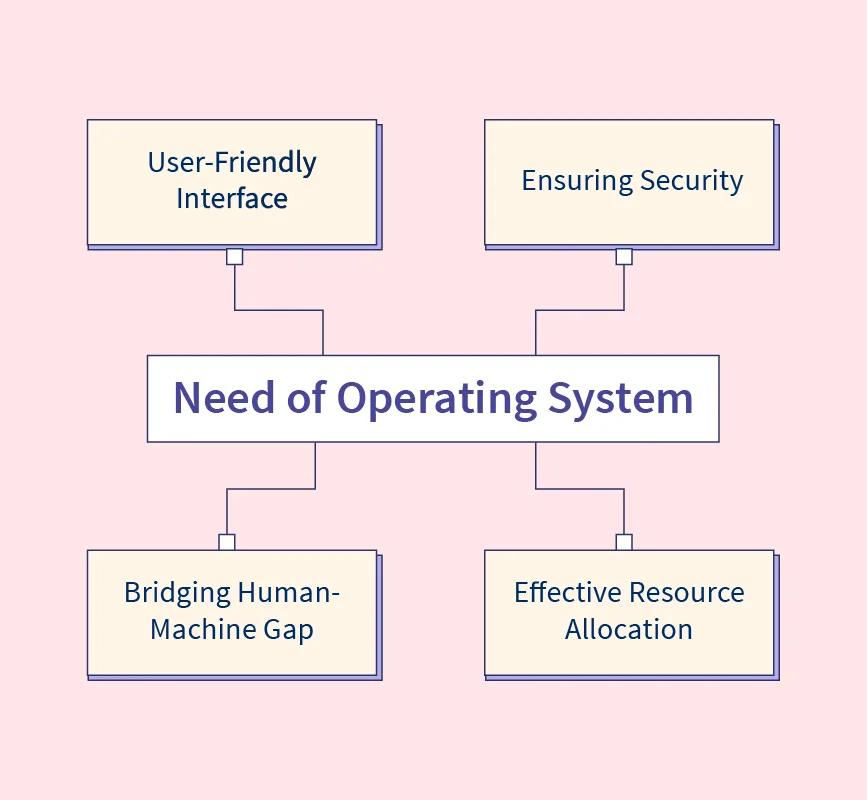 User-Friendly
Interface
Ensuring Security
Need of Operating System
Bridging Human-
Machine Gap
Effective Resource
Allocation